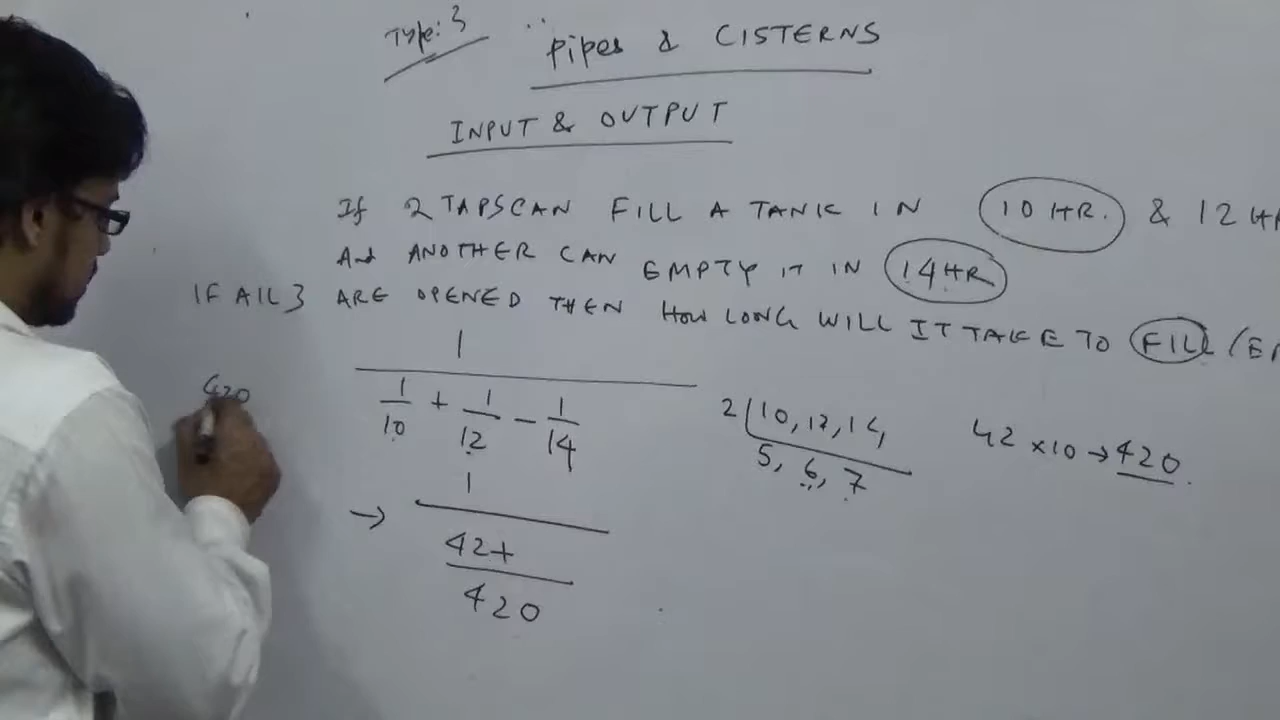 Type: 3
Pipes & CISTERNS
INPUT & OUTPUT
If 2 TAPS CAN FILL A TANK IN 10 HR. & 12 HR
And ANOTHER CAN EMPTY IT IN 14 HR
IF All 3 ARE OPENED THEN HOW LONG WILL IT TAKE TO FILL (E
1
1/10 + 1/12 - 1/14
2 10, 12, 14,
5, 6, 7
42 × 10 → 420
420
→ 1
42+
420